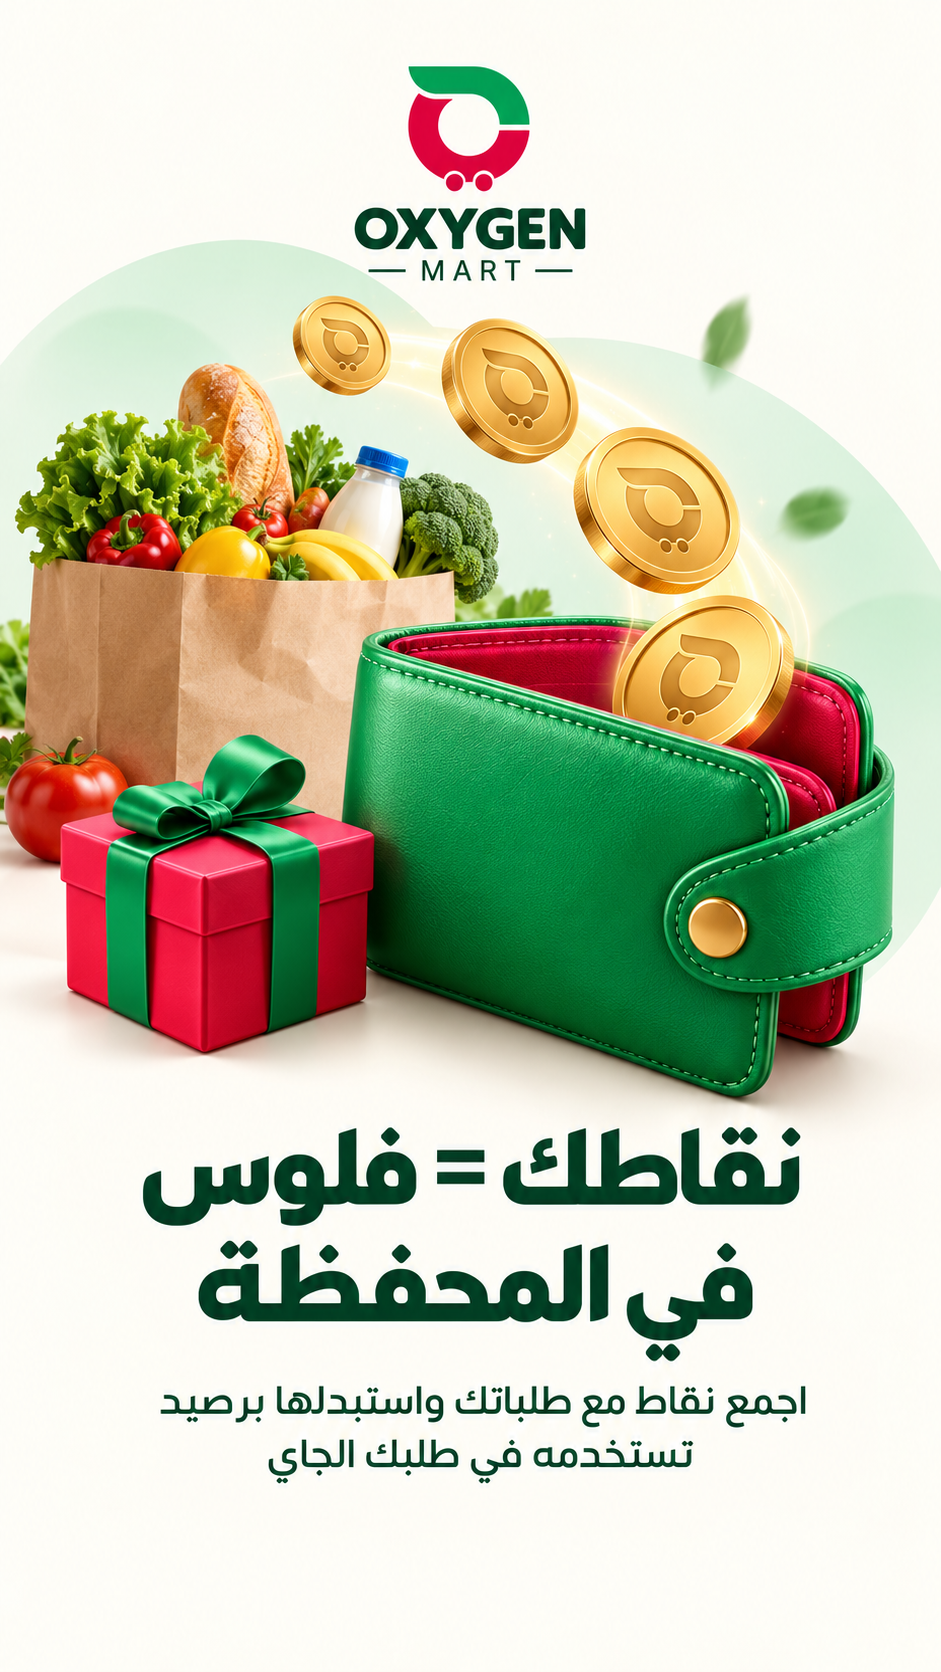 OXYGEN
MART
نقاطك = فلوس
في المحفظة
اجمع نقاط مع طلباتك واستبدلها برصيد
تستخدمه في طلبك الجاي